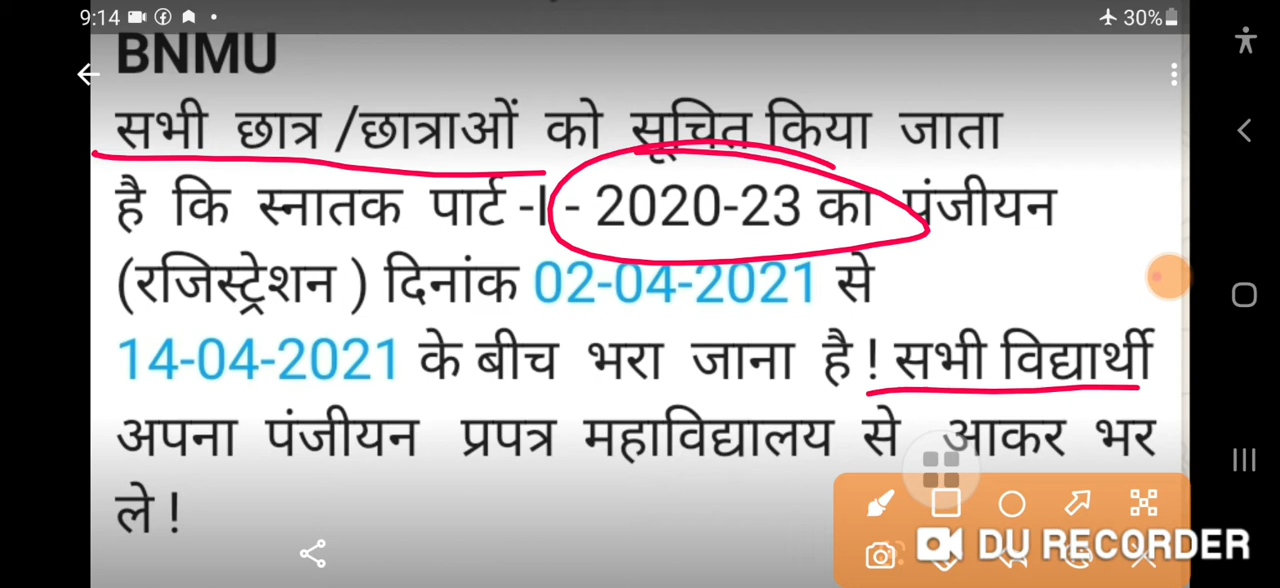 9:14
30%
BNMU
सभी छात्र /छात्राओं को सूचित किया जाता
है कि स्नातक पार्ट -I - 2020-23 का पंजीयन
(रजिस्ट्रेशन ) दिनांक 02-04-2021 से
14-04-2021 के बीच भरा जाना है ! सभी विद्यार्थी
अपना पंजीयन प्रपत्र महाविद्यालय से आकर भर
ले !
DU RECORDER